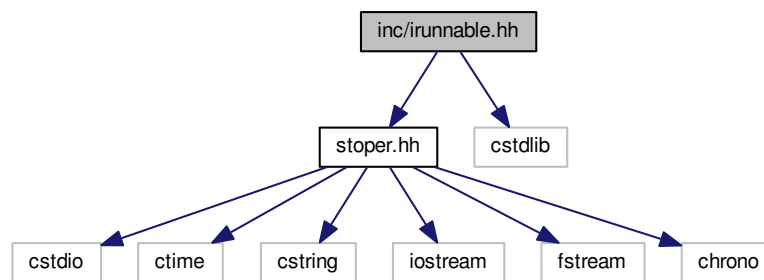 inc/irunnable.hh
stoper.hh
cstdlib
cstdio
ctime
cstring
iostream
fstream
chrono